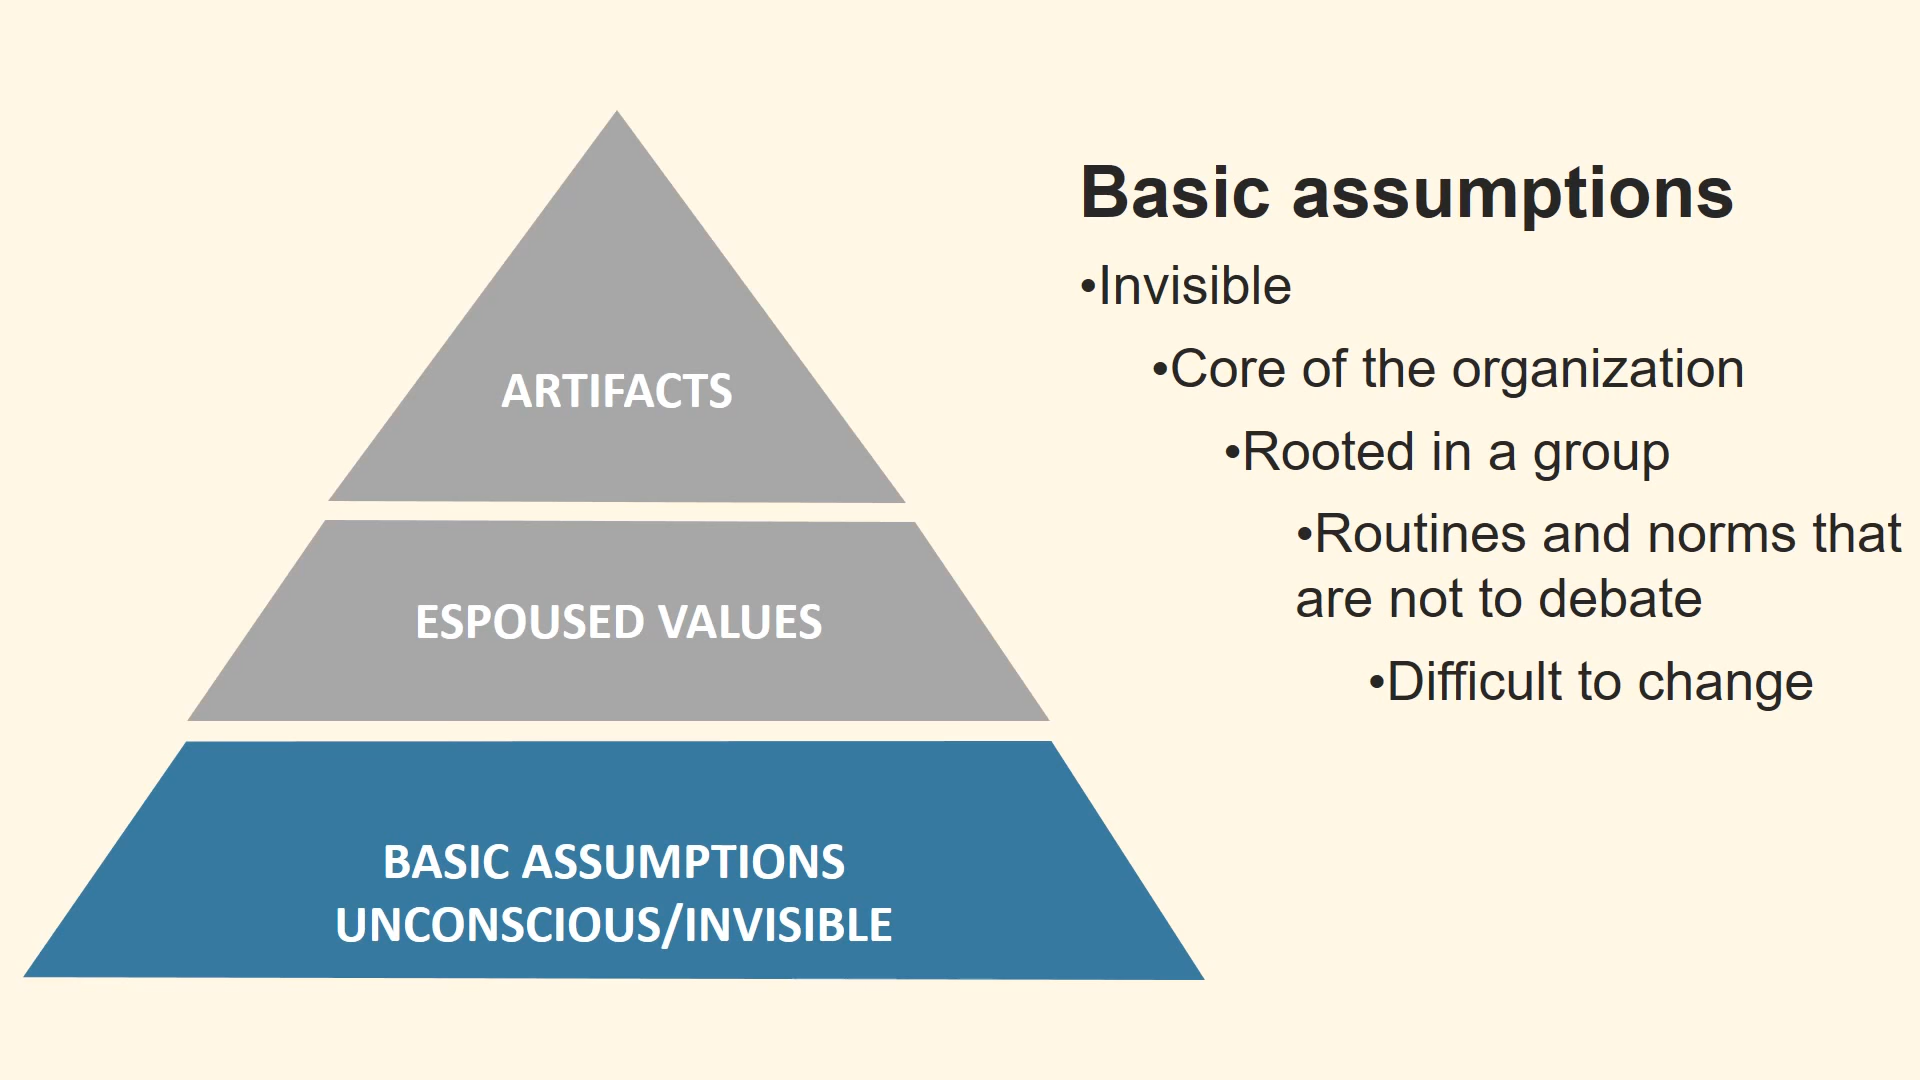 ARTIFACTS
ESPOUSED VALUES
BASIC ASSUMPTIONS
UNCONSCIOUS/INVISIBLE
Basic assumptions
•Invisible
•Core of the organization
•Rooted in a group
•Routines and norms that
are not to debate
•Difficult to change